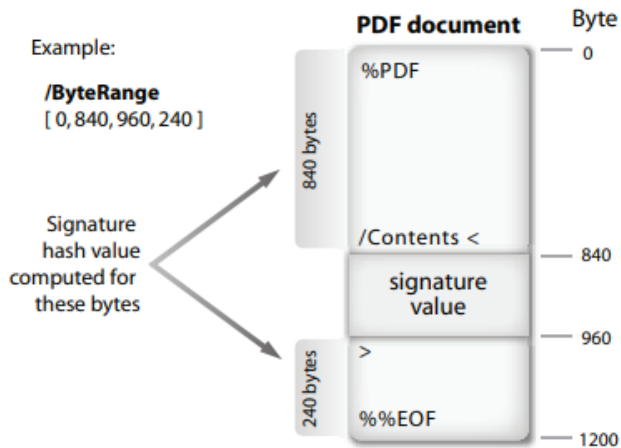 Example:
/ByteRange
[ 0, 840, 960, 240 ]
Signature
hash value
computed for
these bytes
PDF document
Byte
0
%PDF
840 bytes
/Contents <
840
signature
value
960
>
240 bytes
%%EOF
1200